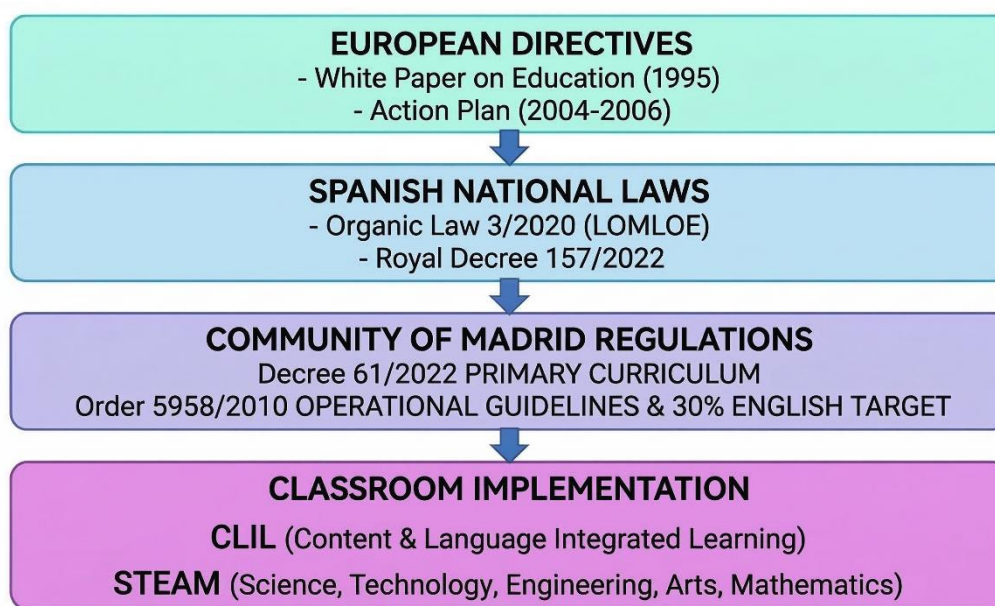 EUROPEAN DIRECTIVES
- White Paper on Education (1995)
- Action Plan (2004-2006)
SPANISH NATIONAL LAWS
- Organic Law 3/2020 (LOMLOE)
- Royal Decree 157/2022
COMMUNITY OF MADRID REGULATIONS
Decree 61/2022 PRIMARY CURRICULUM
Order 5958/2010 OPERATIONAL GUIDELINES & 30% ENGLISH TARGET
CLASSROOM IMPLEMENTATION
CLIL (Content & Language Integrated Learning)
STEAM (Science, Technology, Engineering, Arts, Mathematics)